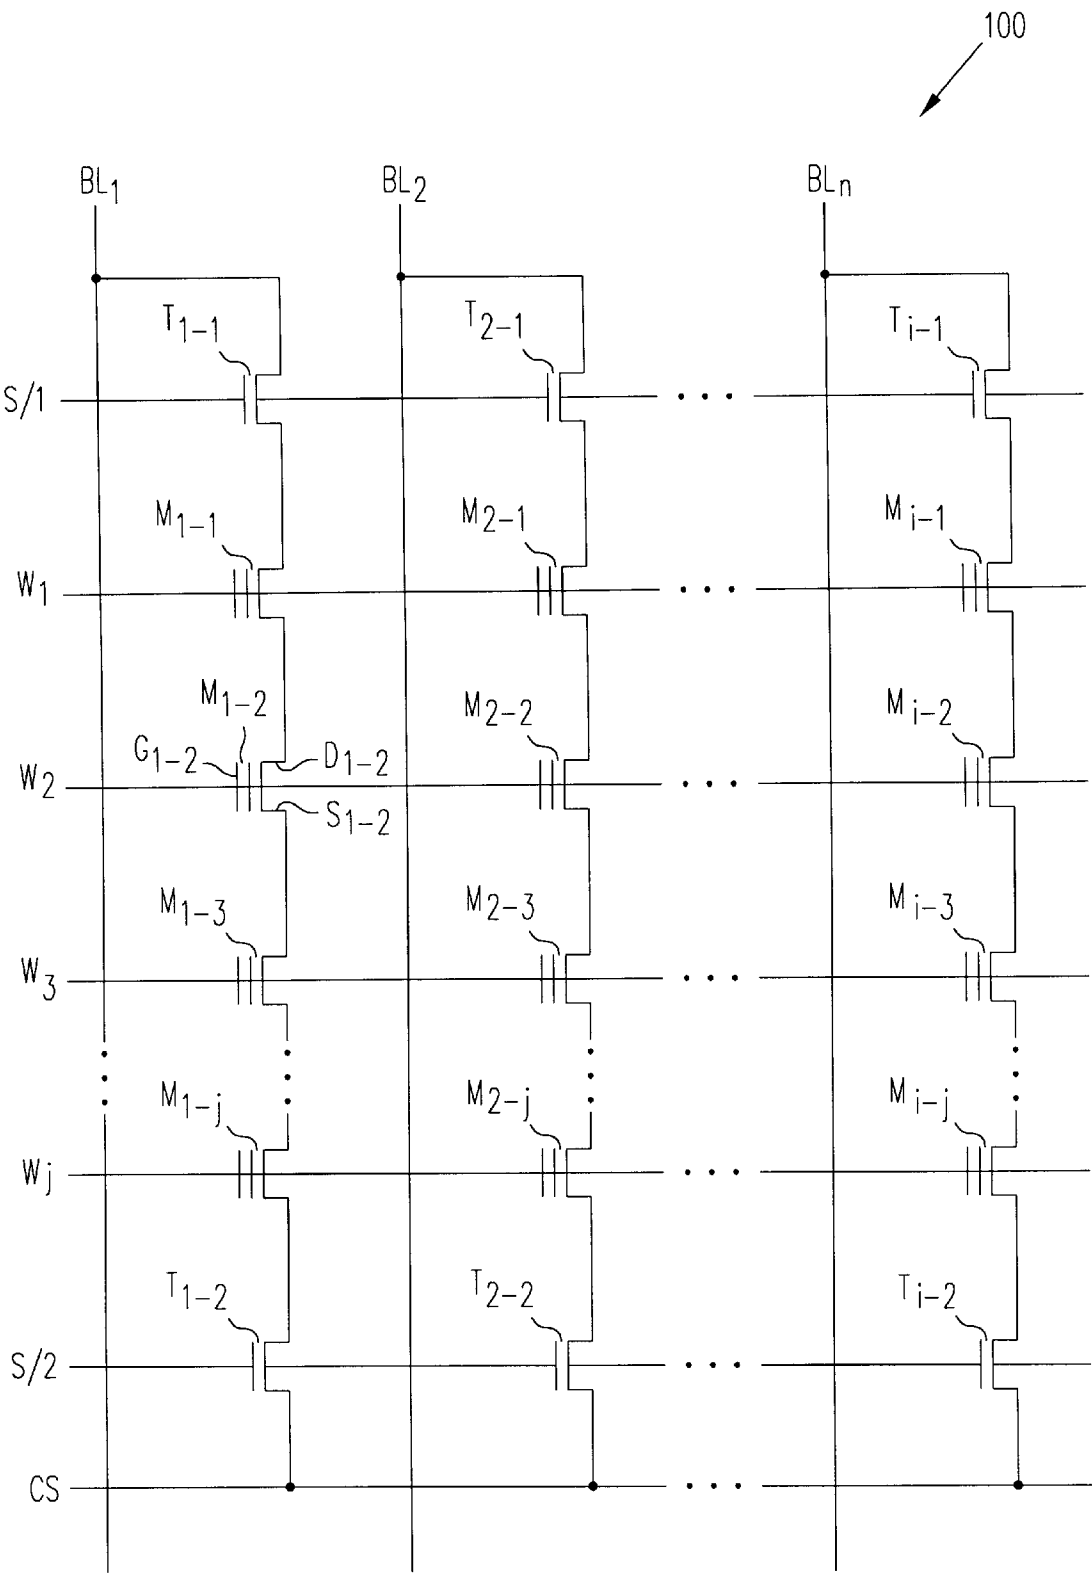 100
BL1 BL2 BLn
T1-1 T2-1 Ti-1
S/1
M1-1 M2-1 Mi-1
W1
M1-2 M2-2 Mi-2
G1-2 D1-2
W2
S1-2
M1-3 M2-3 Mi-3
W3
M1-j M2-j Mi-j
Wj
T1-2 T2-2 Ti-2
S/2
CS